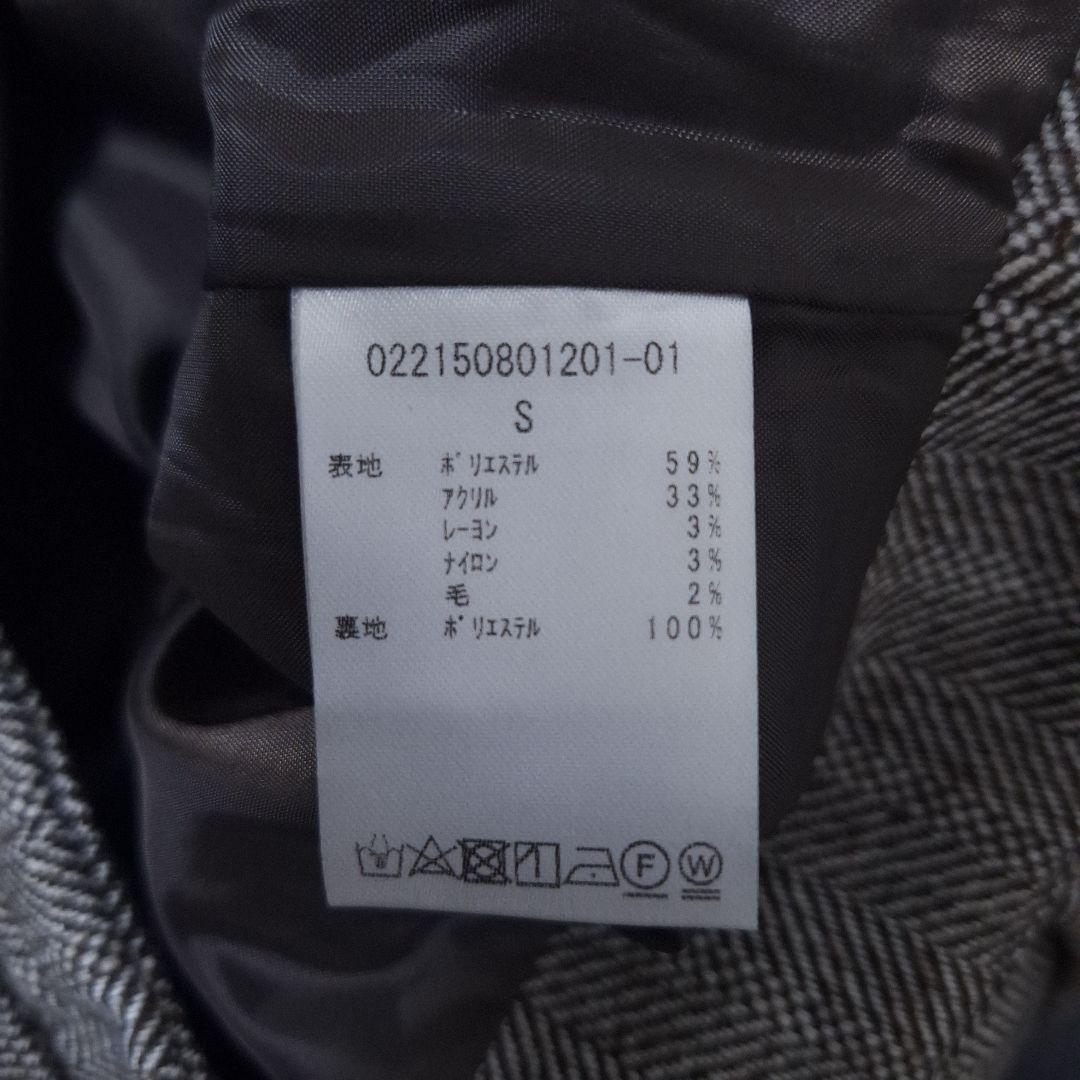 022150801201-01
S
表地 ポリエステル 59%
アクリル 33%
レーヨン 3%
ナイロン 3%
毛 2%
裏地 ポリエステル 100%
F W